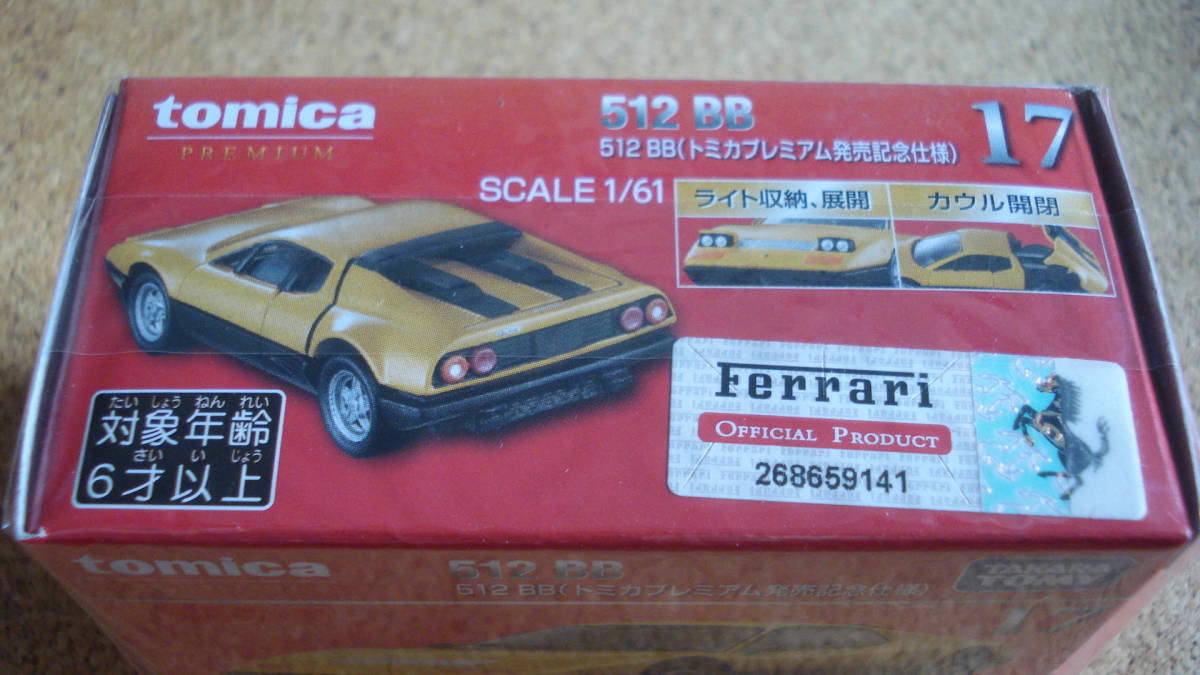 tomica
PREMIUM
512 BB
512 BB(トミカプレミアム発売記念仕様)
17
SCALE 1/61
ライト収納、展開
カウル開閉
Ferrari
OFFICIAL PRODUCT
268659141
たいしょうねんれい
対象年齢
さいいじょう
6才以上
tomica
512 BB
512 BB(トミカプレミアム発売記念仕様)
TAKARA
TOMY
17